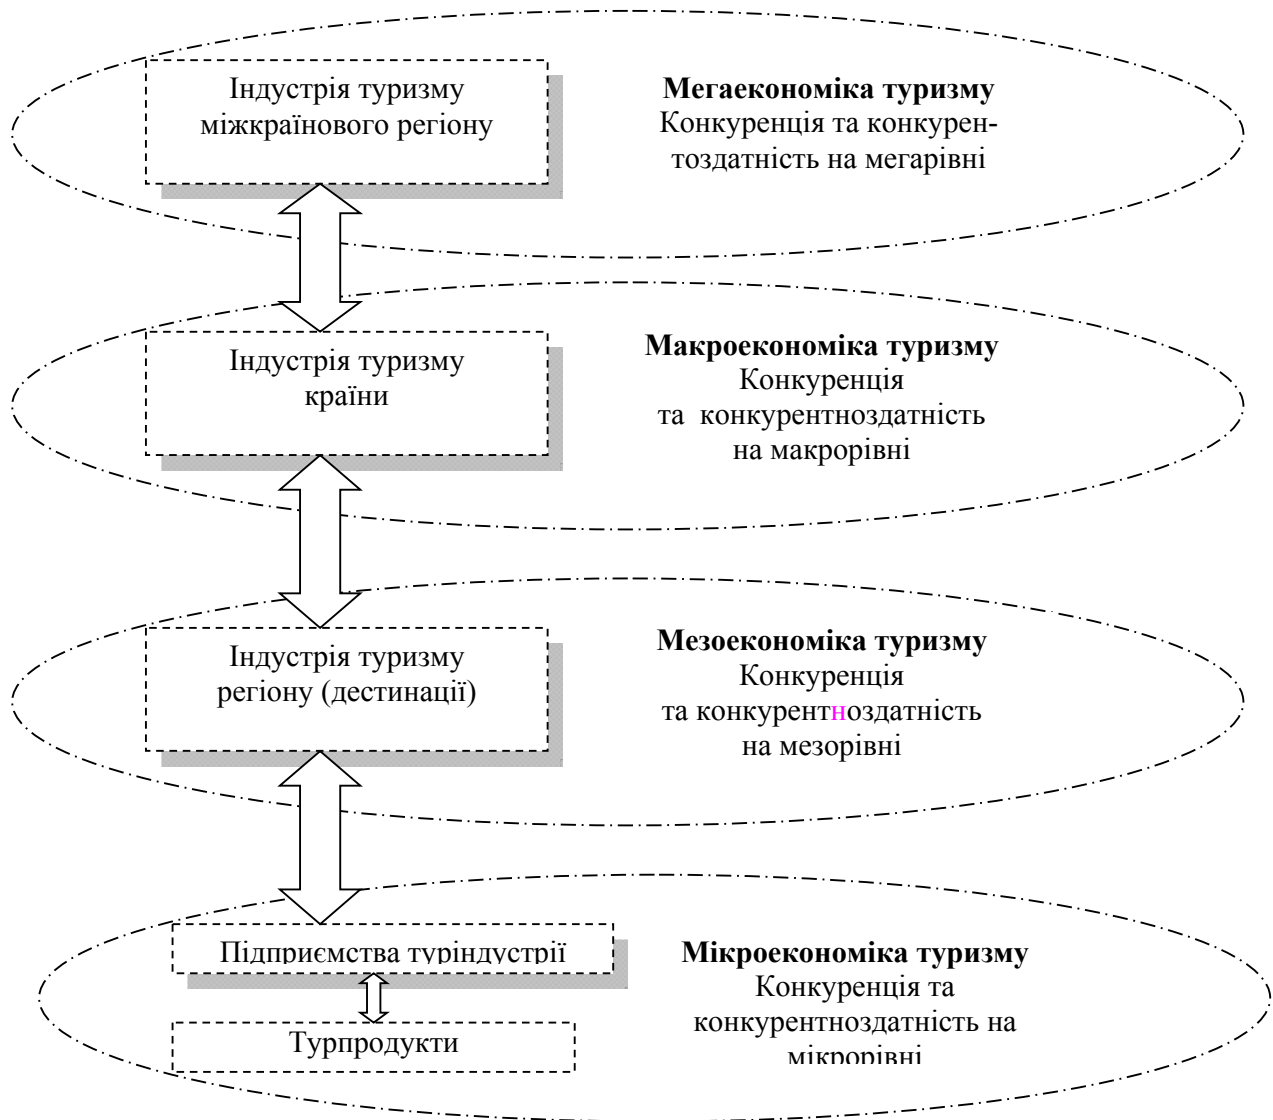 Індустрія туризму
міжкраїнового регіону
Мегаекономіка туризму
Конкуренція та конкурен-
тоздатність на мегарівні
Індустрія туризму
країни
Макроекономіка туризму
Конкуренція
та конкурентноздатність
на макрорівні
Індустрія туризму
регіону (дестинації)
Мезоекономіка туризму
Конкуренція
та конкурентноздатність
на мезорівні
Підприємства туріндустрії
Турпродукти
Мікроекономіка туризму
Конкуренція та
конкурентноздатність на
мікрорівні